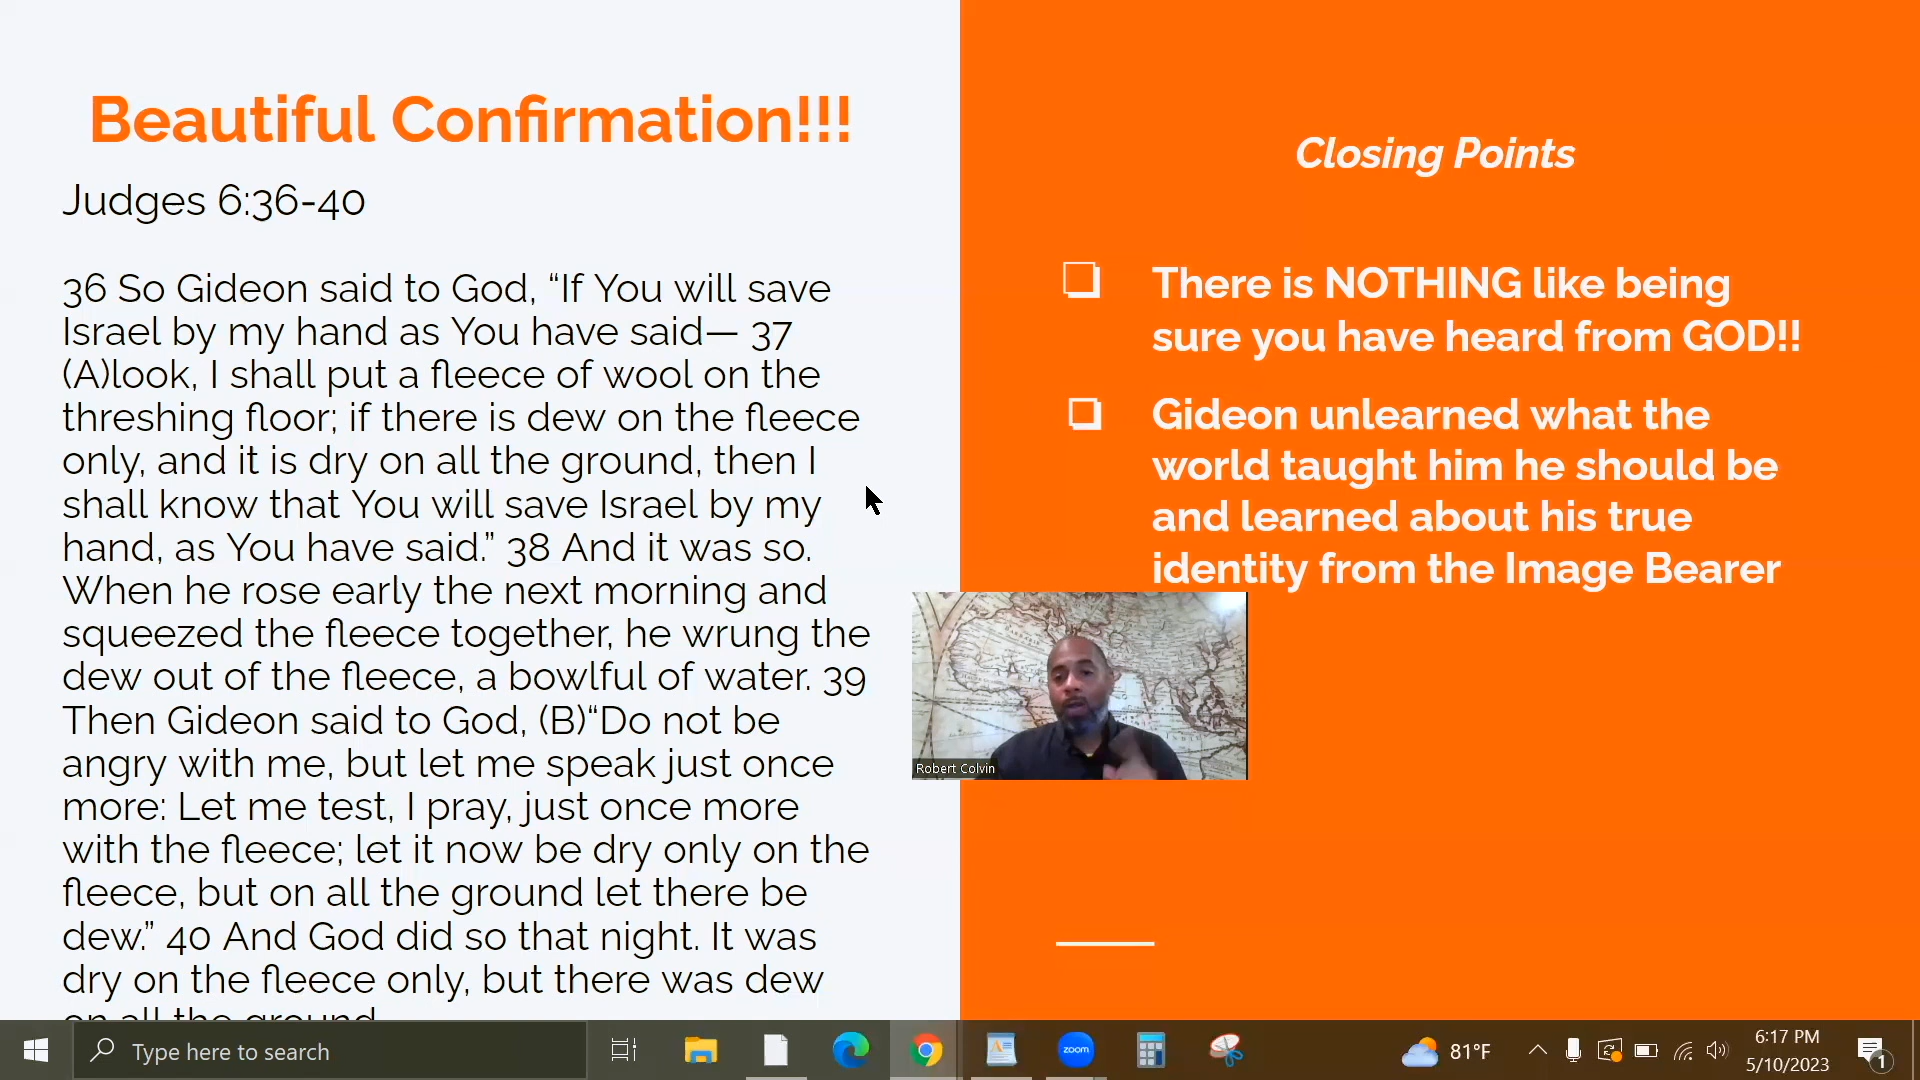 Beautiful Confirmation!!!
Judges 6:36-40
36 So Gideon said to God, “If You will save
Israel by my hand as You have said— 37
(A)look, I shall put a fleece of wool on the
threshing floor; if there is dew on the fleece
only, and it is dry on all the ground, then I
shall know that You will save Israel by my
hand, as You have said.” 38 And it was so.
When he rose early the next morning and
squeezed the fleece together, he wrung the
dew out of the fleece, a bowlful of water. 39
Then Gideon said to God, (B)“Do not be
angry with me, but let me speak just once
more: Let me test, I pray, just once more
with the fleece; let it now be dry only on the
fleece, but on all the ground let there be
dew.” 40 And God did so that night. It was
dry on the fleece only, but there was dew
on all the ground
Closing Points
There is NOTHING like being
sure you have heard from GOD!!
Gideon unlearned what the
world taught him he should be
and learned about his true
identity from the Image Bearer
Robert Colvin
Type here to search
zoom
81°F
6:17 PM
5/10/2023
1